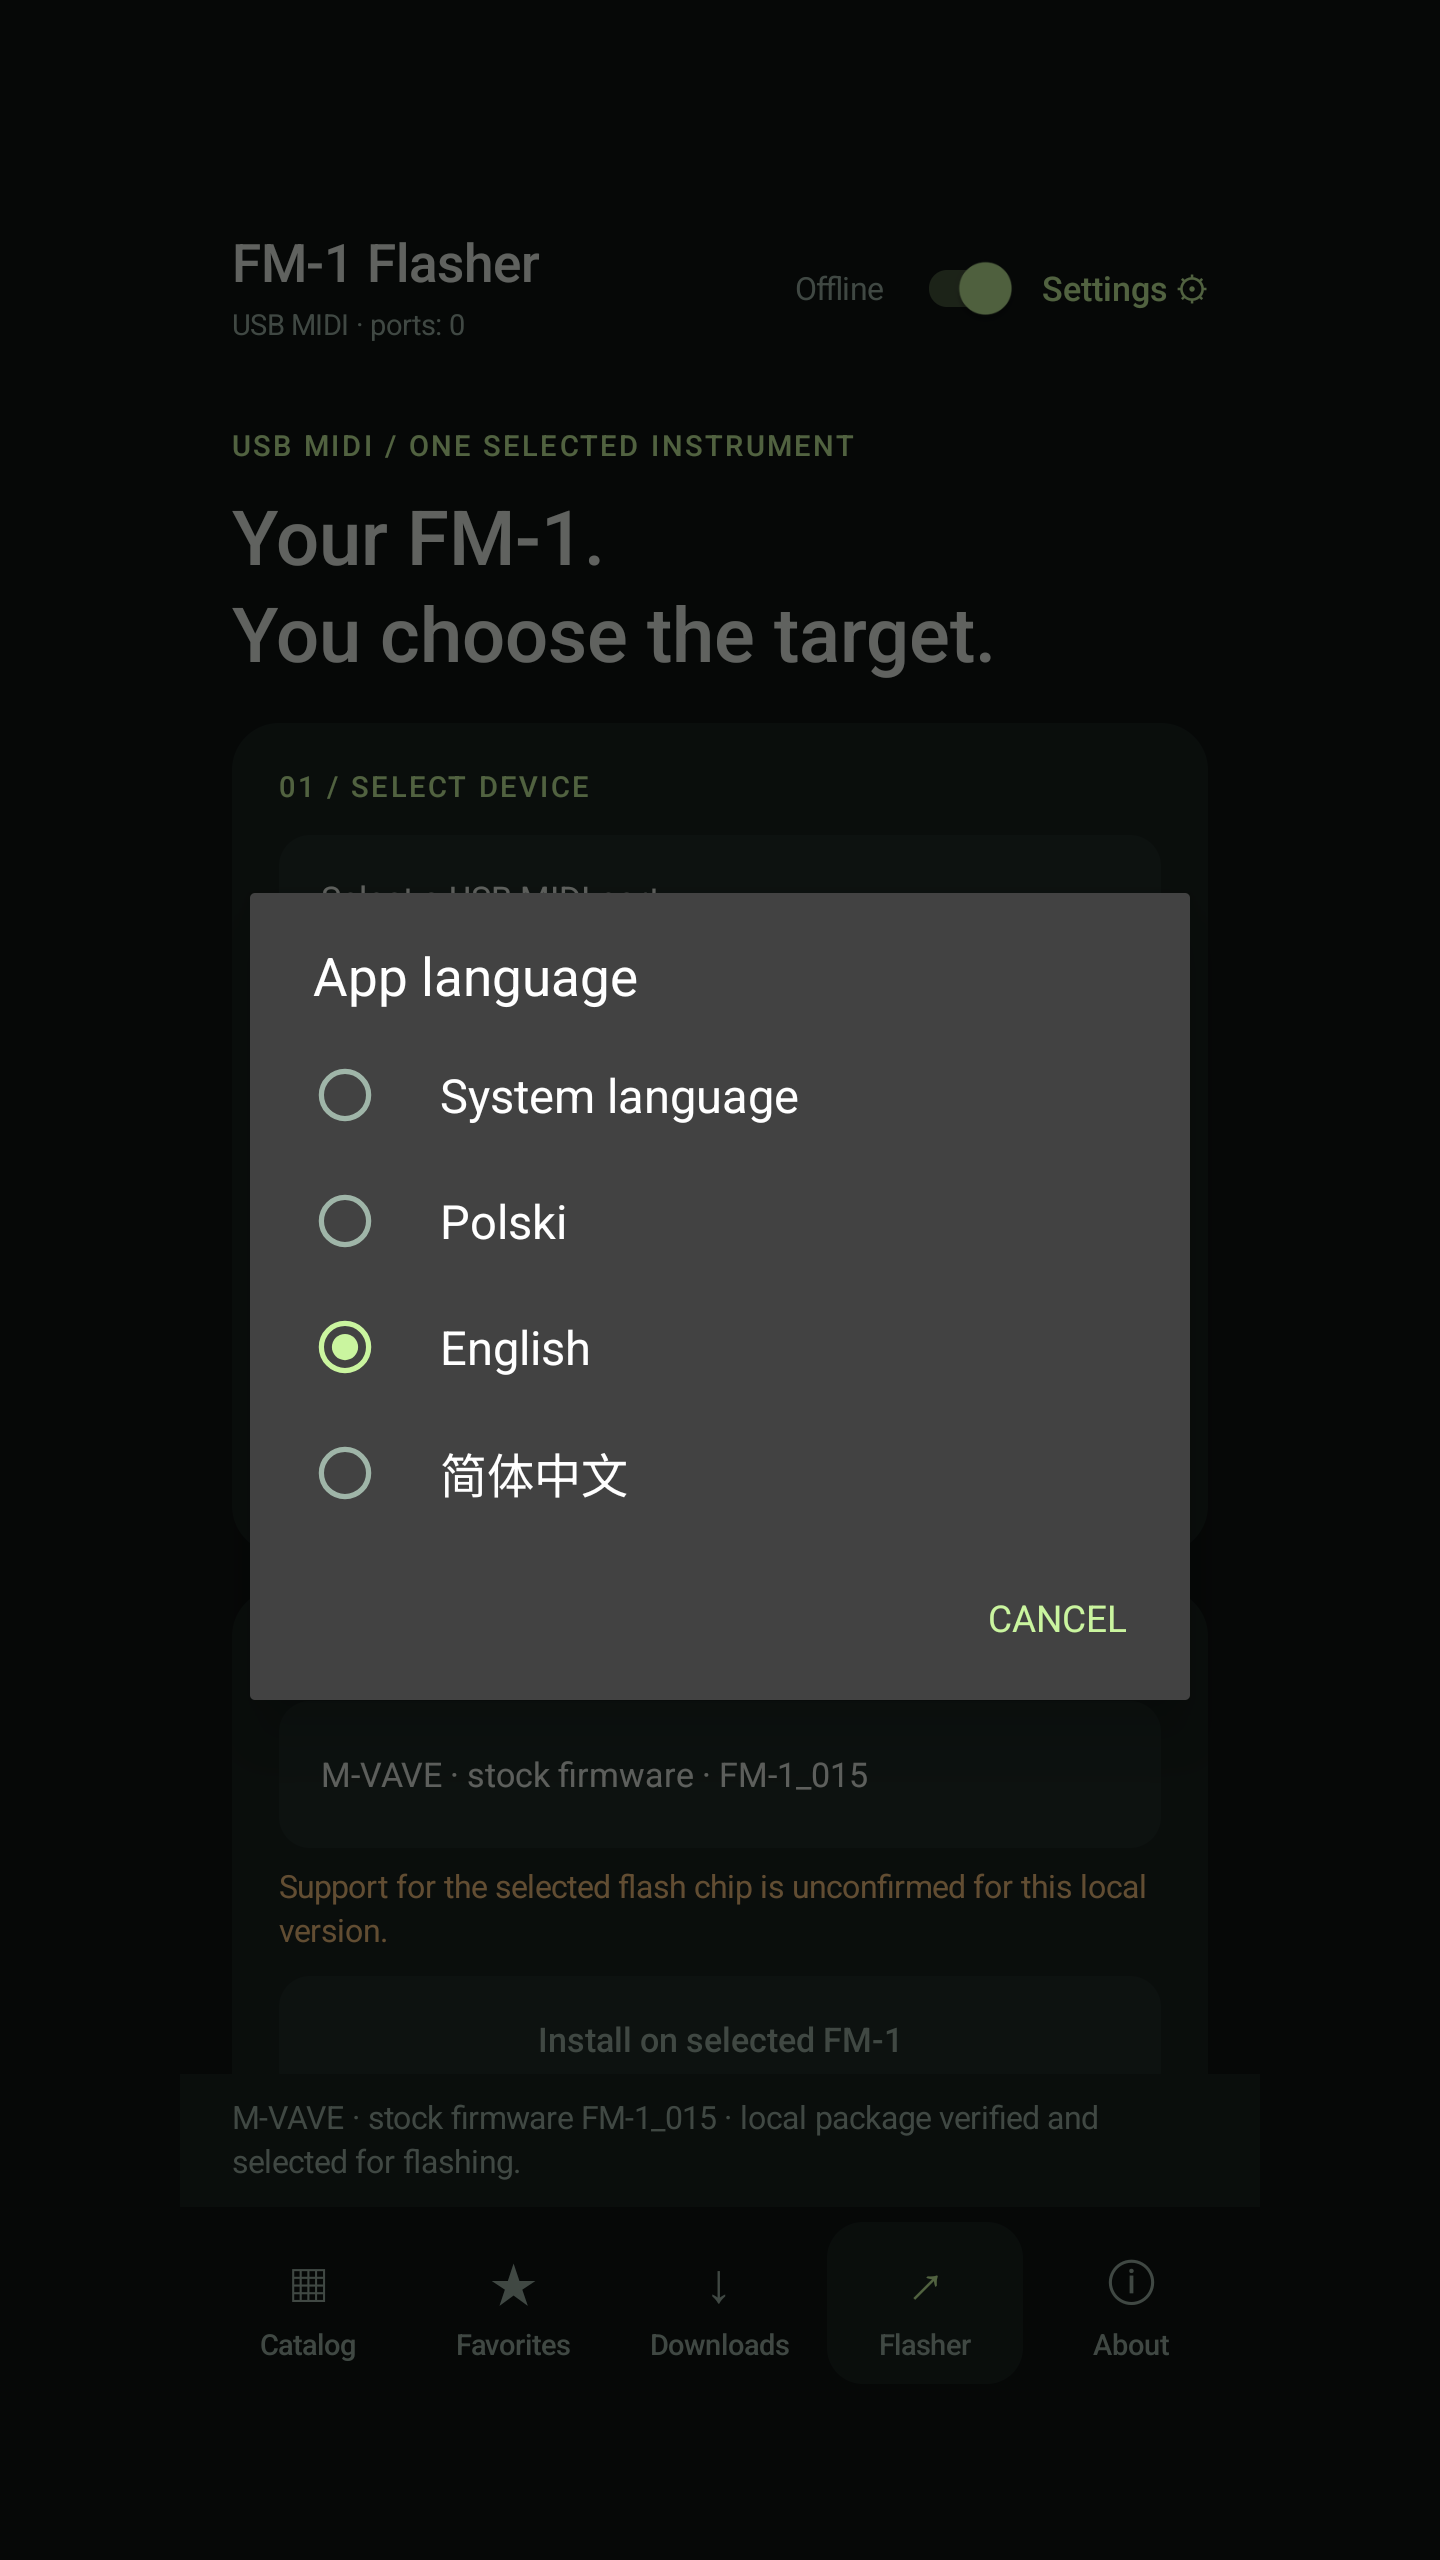 FM-1 Flasher
USB MIDI · ports: 0
Offline
Settings
USB MIDI / ONE SELECTED INSTRUMENT
Your FM-1.
You choose the target.
01 / SELECT DEVICE
App language
System language
Polski
English
简体中文
CANCEL
M-VAVE · stock firmware · FM-1_015
Support for the selected flash chip is unconfirmed for this local
version.
Install on selected FM-1
M-VAVE · stock firmware FM-1_015 · local package verified and
selected for flashing.
Catalog
Favorites
Downloads
Flasher
About